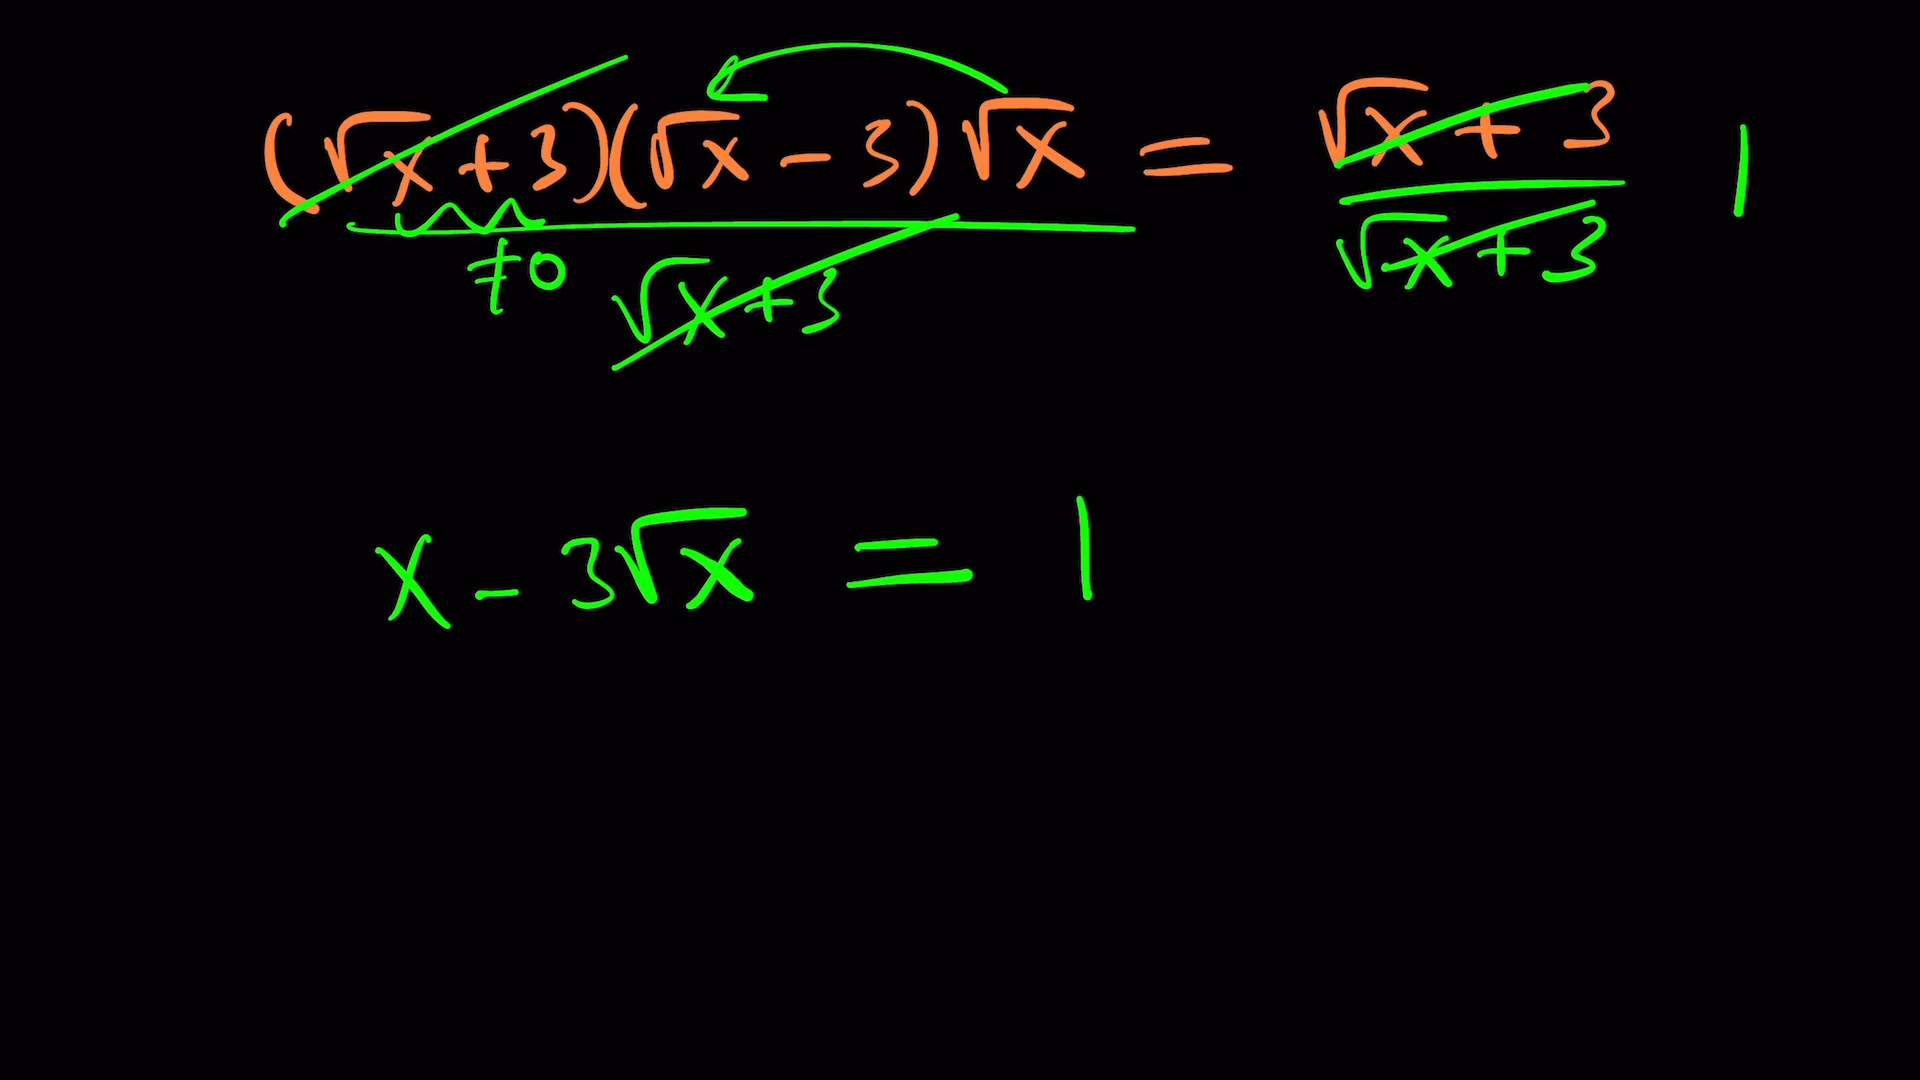 (√x + 3)(√x - 3) √x = √x + 3 1
≠0 √x + 3 √x + 3
x - 3√x = 1